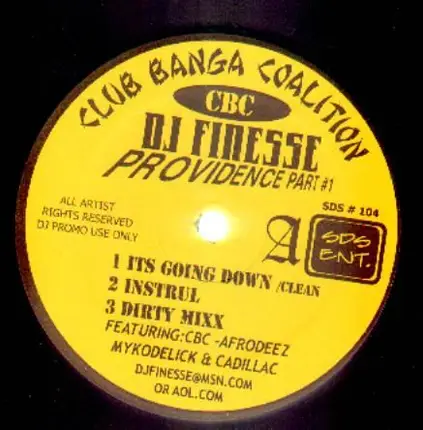 CLUB BANGA COALITION
CBC
DJ FINESSE
PROVIDENCE PART #1
ALL ARTIST
RIGHTS RESERVED
DJ PROMO USE ONLY
SDS # 104
A
SDS
ENT.
1 ITS GOING DOWN /CLEAN
2 INSTRUL
3 DIRTY MIXX
FEATURING:CBC -AFRODEEZ
MYKODELICK & CADILLAC
DJFINESSE@MSN.COM
OR AOL.COM